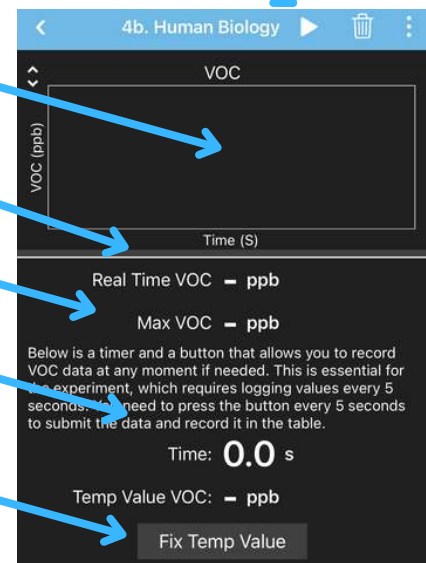 4b. Human Biology
VOC
VOC (ppb)
Time (S)
Real Time VOC – ppb
Max VOC – ppb
Below is a timer and a button that allows you to record
VOC data at any moment if needed. This is essential for
the experiment, which requires logging values every 5
seconds. You need to press the button every 5 seconds
to submit the data and record it in the table.
Time: 0.0 s
Temp Value VOC: – ppb
Fix Temp Value